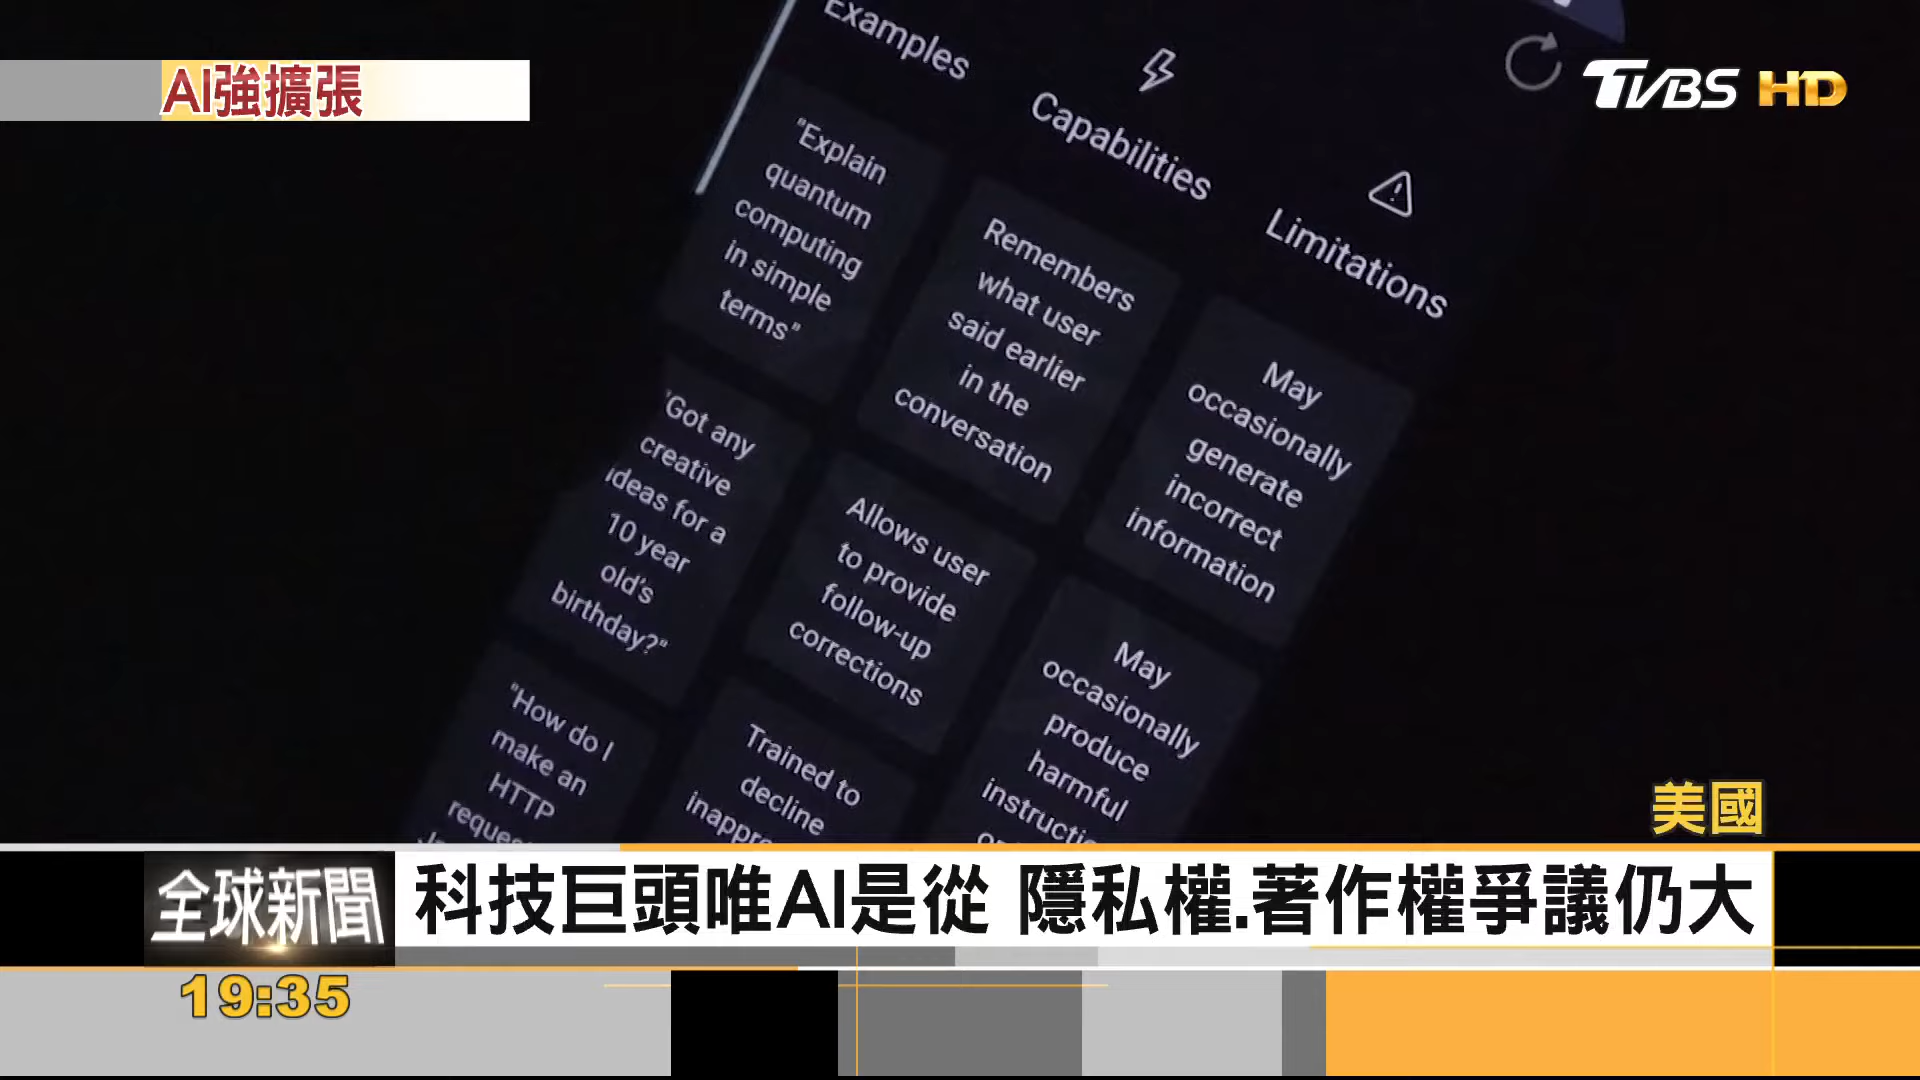 AI強擴張
TVBS HD
Examples
Capabilities
Limitations
"Explain
quantum
computing
in simple
terms"
Remembers
what user
said earlier
in the
conversation
May
occasionally
generate
incorrect
information
"Got any
creative
ideas for a
10 year
old's
birthday?"
Allows user
to provide
follow-up
corrections
May
occasionally
produce
harmful
"How do I
make an
HTTP
Trained to
decline
美國
全球新聞
科技巨頭唯AI是從 隱私權.著作權爭議仍大
19:35